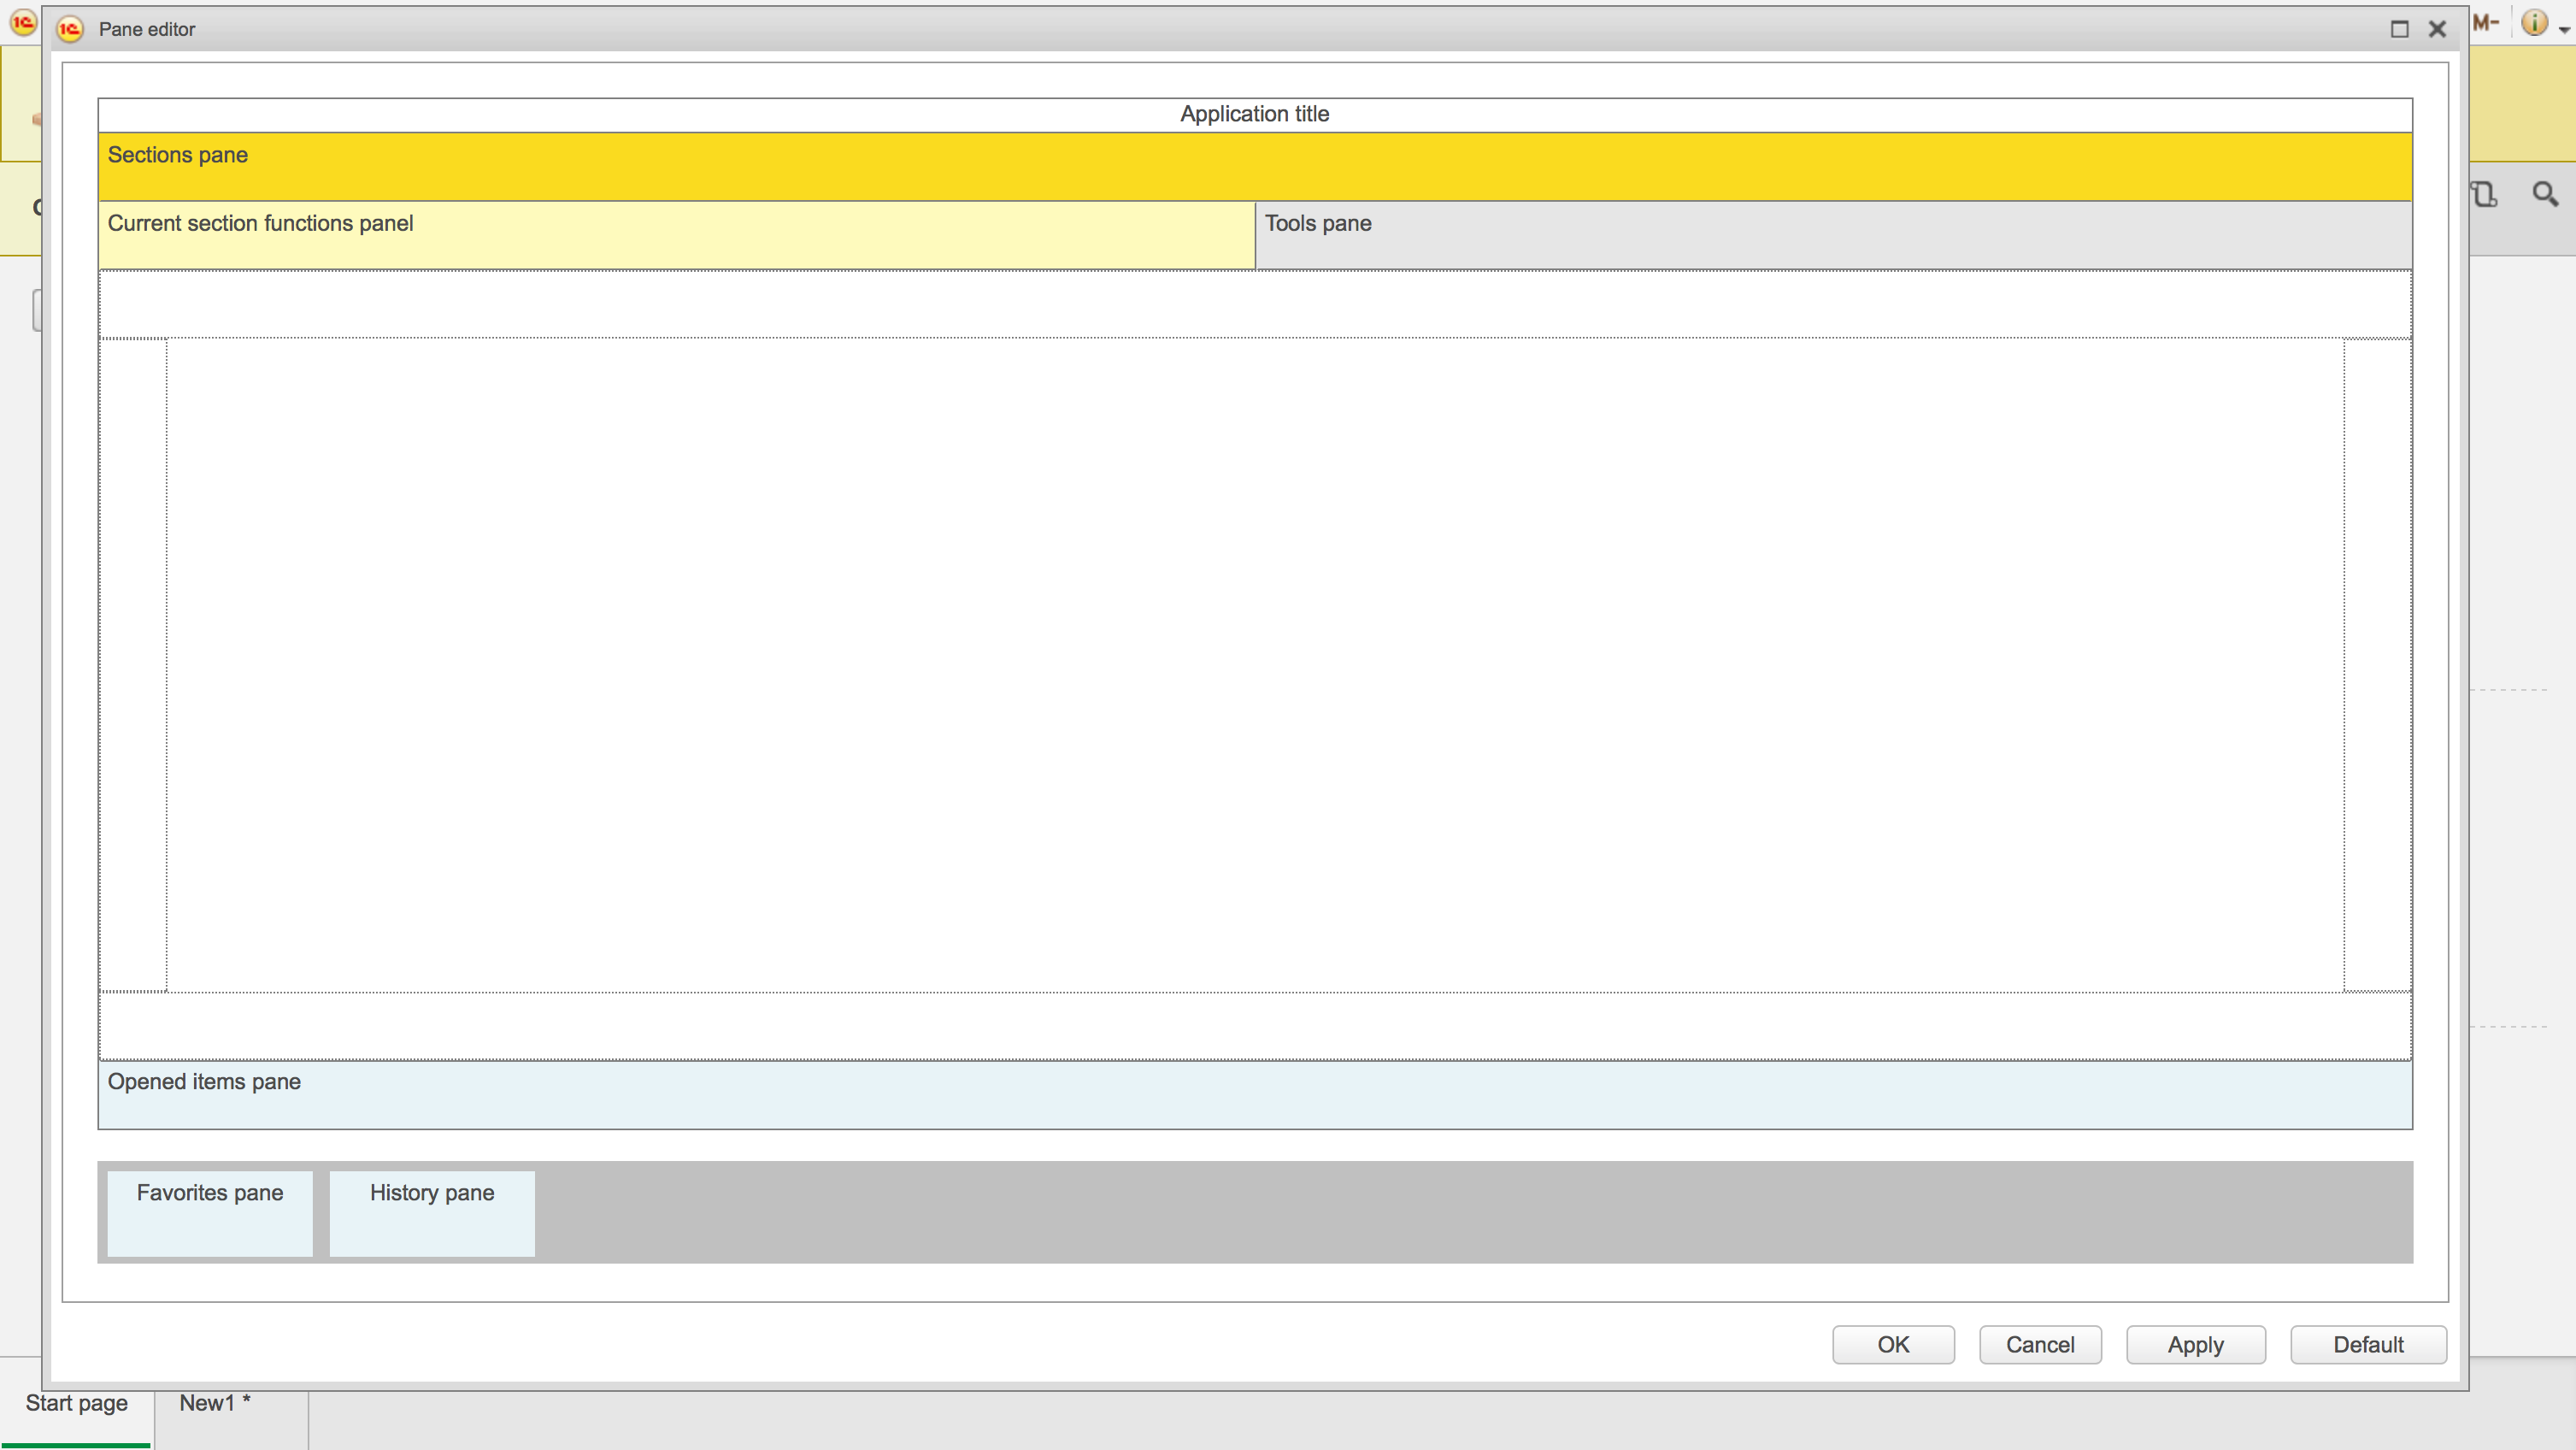 Pane editor
M-
Application title
Sections pane
Current section functions panel
Tools pane
Opened items pane
Favorites pane
History pane
OK
Cancel
Apply
Default
Start page
New1 *